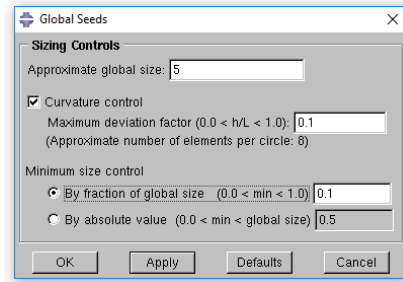 Global Seeds
Sizing Controls
Approximate global size: 5
Curvature control
Maximum deviation factor (0.0 < h/L < 1.0): 0.1
(Approximate number of elements per circle: 8)
Minimum size control
By fraction of global size (0.0 < min < 1.0) 0.1
By absolute value (0.0 < min < global size) 0.5
OK Apply Defaults Cancel